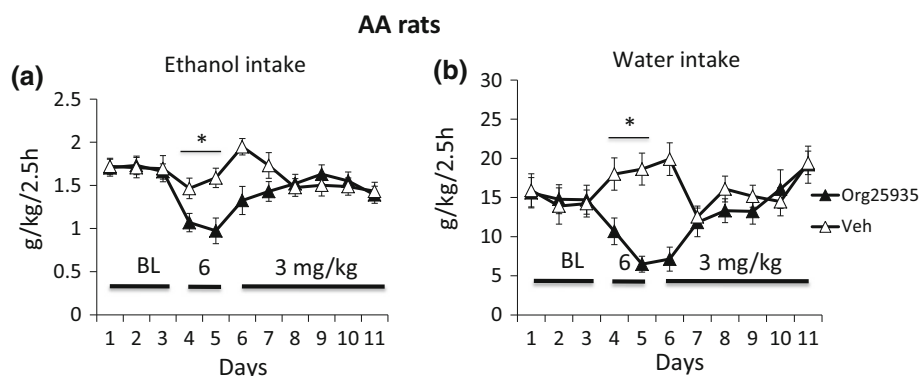 AA rats
(a)
Ethanol intake
g/kg/2.5h
2.5
2
1.5
1
0.5
0
*
BL
6
3 mg/kg
1 2 3 4 5 6 7 8 9 10 11
Days
(b)
Water intake
g/kg/2.5h
30
25
20
15
10
5
0
*
BL
6
3 mg/kg
1 2 3 4 5 6 7 8 9 10 11
Days
Org25935
Veh